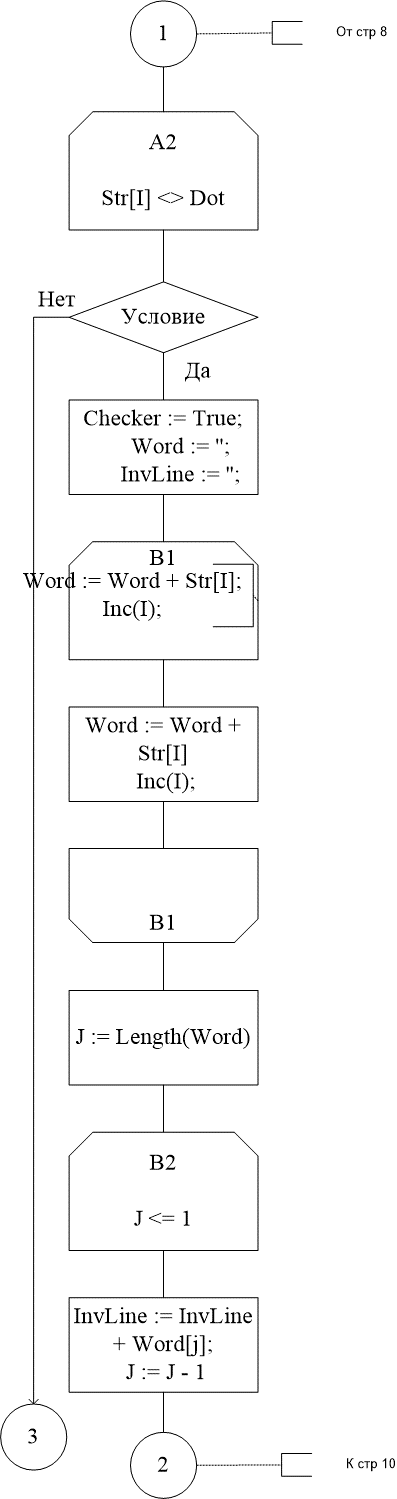 1
От стр 8
A2
Str[I] <> Dot
Нет
Условие
Да
Checker := True;
Word := '';
InvLine := '';
B1
Word := Word + Str[I];
Inc(I);
Word := Word +
Str[I]
Inc(I);
B1
J := Length(Word)
B2
J <= 1
InvLine := InvLine
+ Word[j];
J := J - 1
3
2
К стр 10